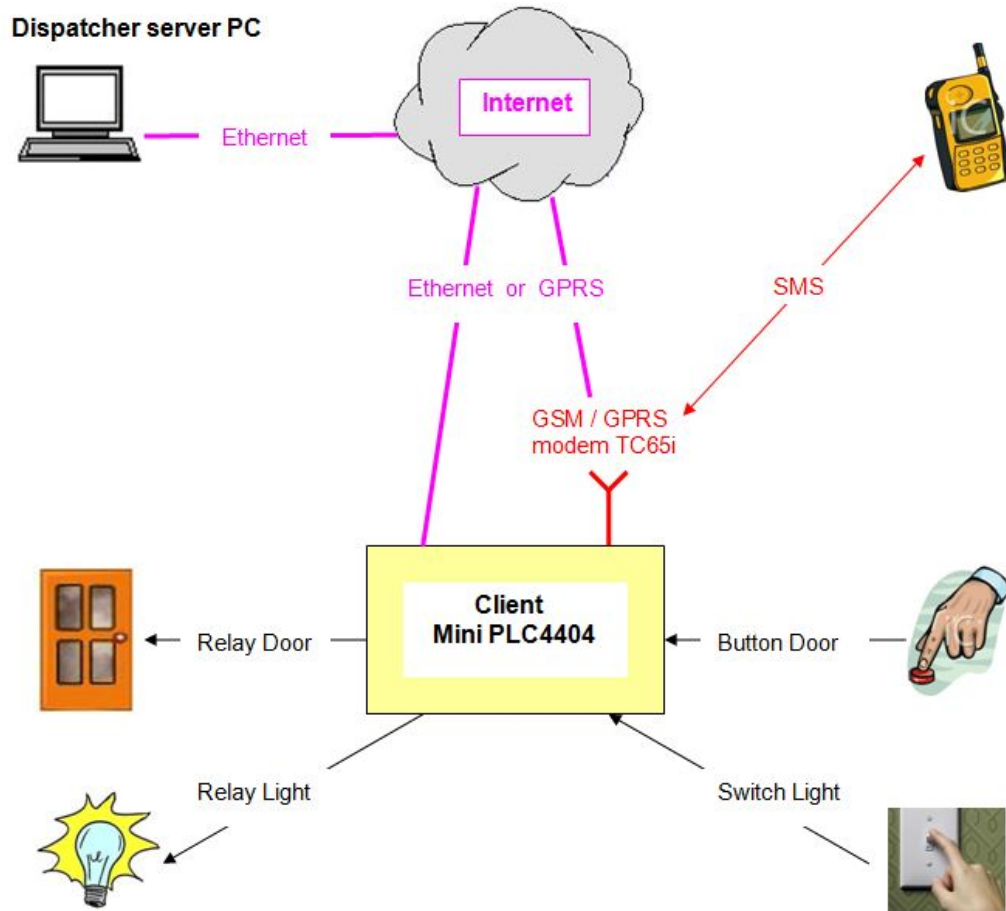 Dispatcher server PC
Internet
Ethernet
Ethernet or GPRS
SMS
GSM / GPRS
modem TC65i
Client
Mini PLC4404
Relay Door
Button Door
Relay Light
Switch Light